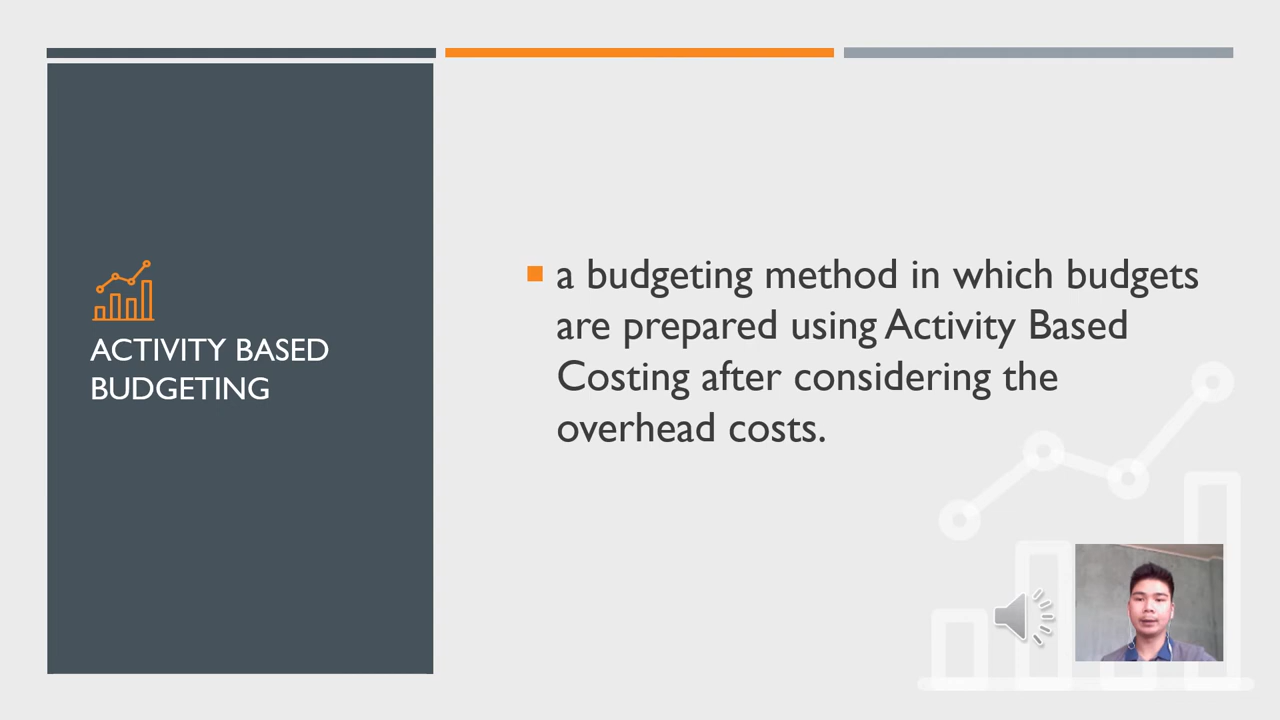 ACTIVITY BASED
BUDGETING
a budgeting method in which budgets
are prepared using Activity Based
Costing after considering the
overhead costs.